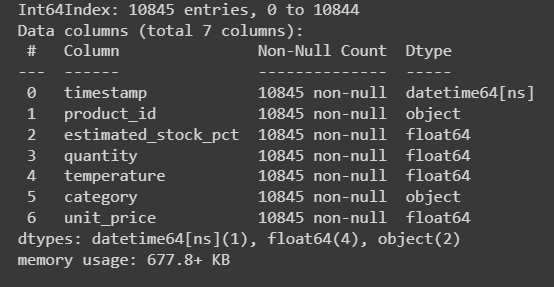 Int64Index: 10845 entries, 0 to 10844
Data columns (total 7 columns):
 #   Column               Non-Null Count  Dtype
---  ------               --------------  -----
 0   timestamp            10845 non-null  datetime64[ns]
 1   product_id           10845 non-null  object
 2   estimated_stock_pct  10845 non-null  float64
 3   quantity             10845 non-null  float64
 4   temperature          10845 non-null  float64
 5   category             10845 non-null  object
 6   unit_price           10845 non-null  float64
dtypes: datetime64[ns](1), float64(4), object(2)
memory usage: 677.8+ KB